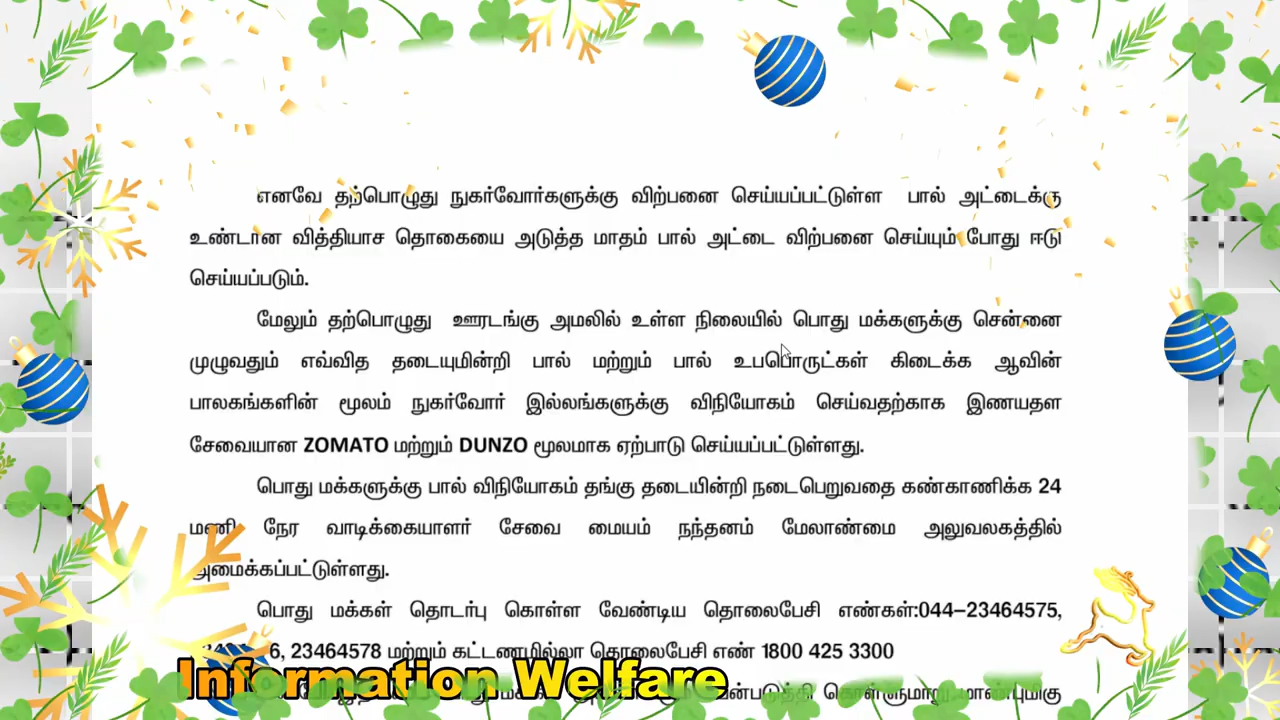 எனவே தற்பொழுது நுகர்வோர்களுக்கு விற்பனை செய்யப்பட்டுள்ள பால் அட்டைக்கு
உண்டான வித்தியாச தொகையை அடுத்த மாதம் பால் அட்டை விற்பனை செய்யும் போது ஈடு
செய்யப்படும்.
மேலும் தற்பொழுது ஊரடங்கு அமலில் உள்ள நிலையில் பொது மக்களுக்கு சென்னை
முழுவதும் எவ்வித தடையுமின்றி பால் மற்றும் பால் உபபொருட்கள் கிடைக்க ஆவின்
பாலகங்களின் மூலம் நுகர்வோர் இல்லங்களுக்கு விநியோகம் செய்வதற்காக இணயதள
சேவையான ZOMATO மற்றும் DUNZO மூலமாக ஏற்பாடு செய்யப்பட்டுள்ளது.
பொது மக்களுக்கு பால் விநியோகம் தங்கு தடையின்றி நடைபெறுவதை கண்காணிக்க 24
மணி நேர வாடிக்கையாளர் சேவை மையம் நந்தனம் மேலாண்மை அலுவலகத்தில்
அமைக்கப்பட்டுள்ளது.
பொது மக்கள் தொடர்பு கொள்ள வேண்டிய தொலைபேசி எண்கள்:044–23464575,
23464578 மற்றும் கட்டணமில்லா தொலைபேசி எண் 1800 425 3300
கொள்ளுமாறு மாண்புமிகு
Information Welfare